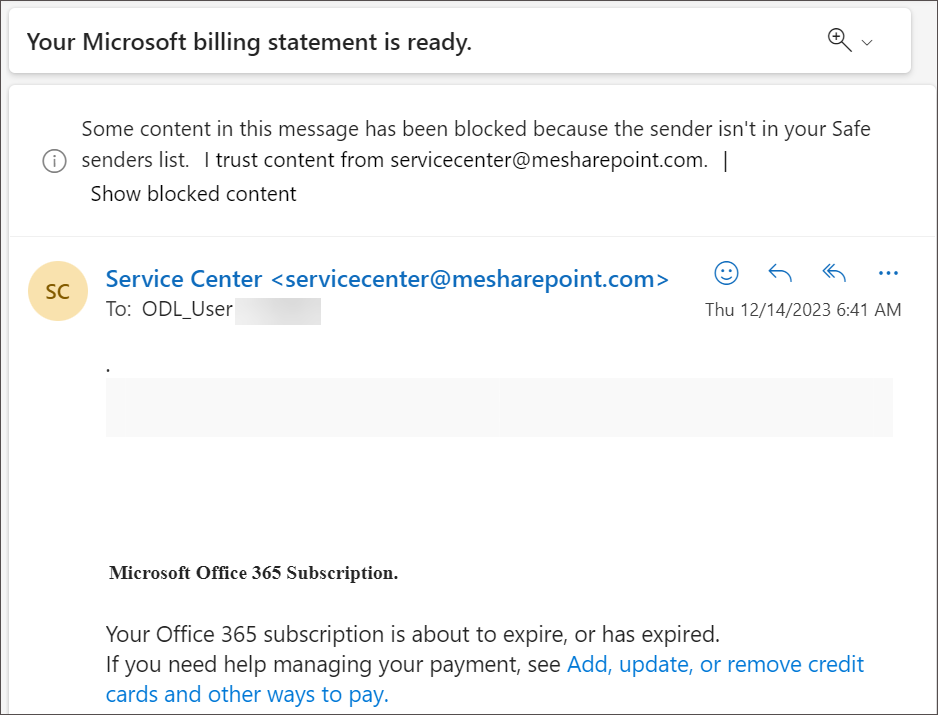 Your Microsoft billing statement is ready.
Some content in this message has been blocked because the sender isn't in your Safe
senders list. I trust content from servicecenter@mesharepoint.com. |
Show blocked content
SC
Service Center <servicecenter@mesharepoint.com>
To: ODL_User
Thu 12/14/2023 6:41 AM
.
Microsoft Office 365 Subscription.
Your Office 365 subscription is about to expire, or has expired.
If you need help managing your payment, see Add, update, or remove credit
cards and other ways to pay.